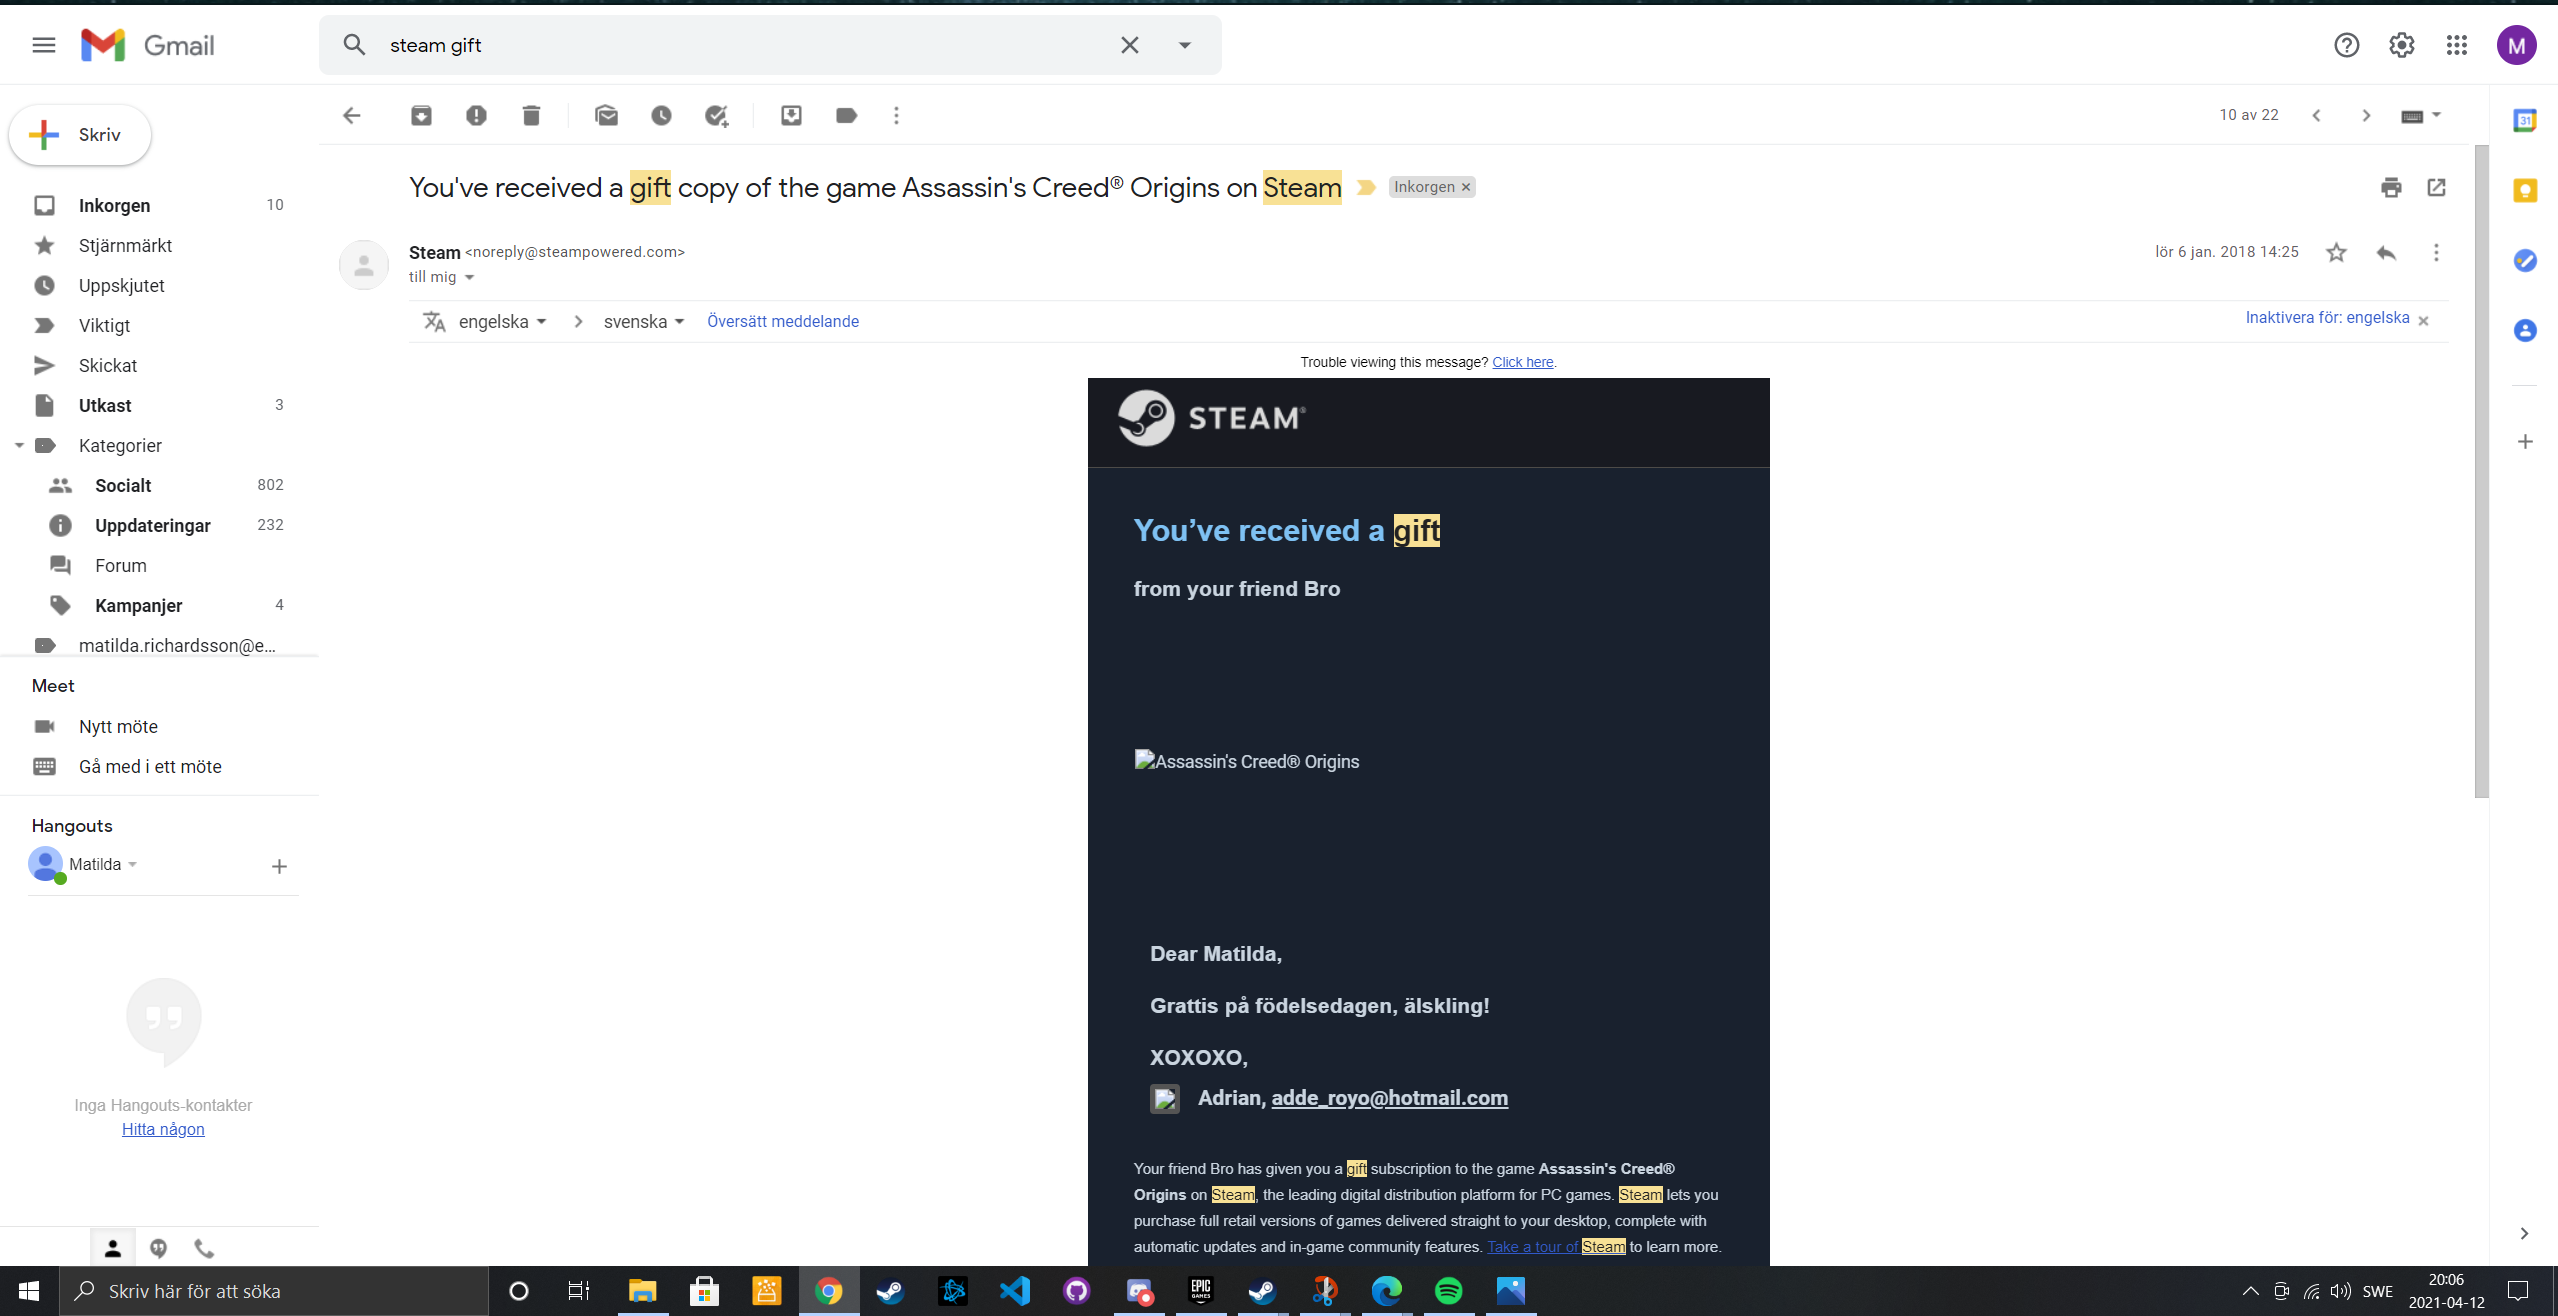 Gmail
steam gift
M
Skriv
10 av 22
31
Inkorgen 10
Stjärnmärkt
Uppskjutet
Viktigt
Skickat
Utkast 3
Kategorier
Socialt 802
Uppdateringar 232
Forum
Kampanjer 4
matilda.richardsson@e...
Meet
Nytt möte
Gå med i ett möte
Hangouts
Matilda
Inga Hangouts-kontakter
Hitta någon
You've received a gift copy of the game Assassin's Creed® Origins on Steam
Inkorgen ×
Steam <noreply@steampowered.com>
lör 6 jan. 2018 14:25
till mig
engelska > svenska Översätt meddelande
Inaktivera för: engelska ×
Trouble viewing this message? Click here.
STEAM®
You've received a gift
from your friend Bro
Assassin's Creed® Origins
Dear Matilda,
Grattis på födelsedagen, älskling!
XOXOXO,
Adrian, adde_royo@hotmail.com
Your friend Bro has given you a gift subscription to the game Assassin's Creed®
Origins on Steam, the leading digital distribution platform for PC games. Steam lets you
purchase full retail versions of games delivered straight to your desktop, complete with
automatic updates and in-game community features. Take a tour of Steam to learn more.
Skriv här för att söka
EPIC
GAMES
SWE
20:06
2021-04-12